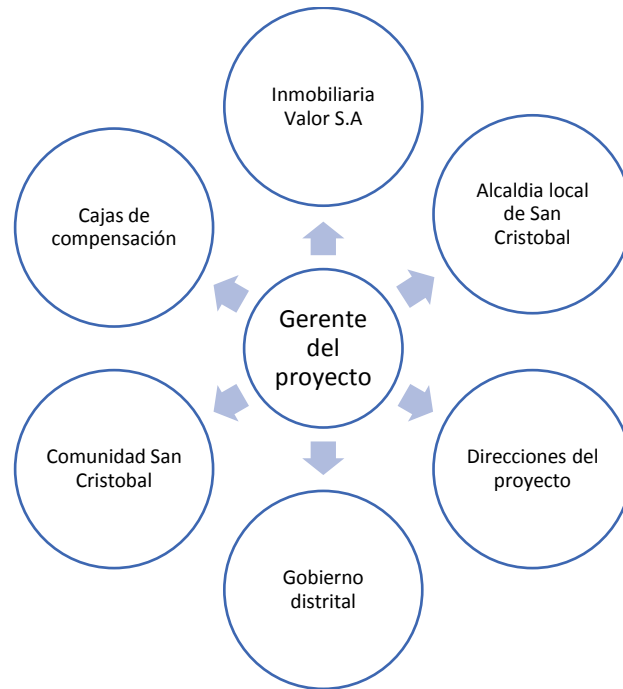 Inmobiliaria
Valor S.A
Alcaldia local
de San
Cristobal
Cajas de
compensación
Gerente
del
proyecto
Comunidad San
Cristobal
Direcciones del
proyecto
Gobierno
distrital